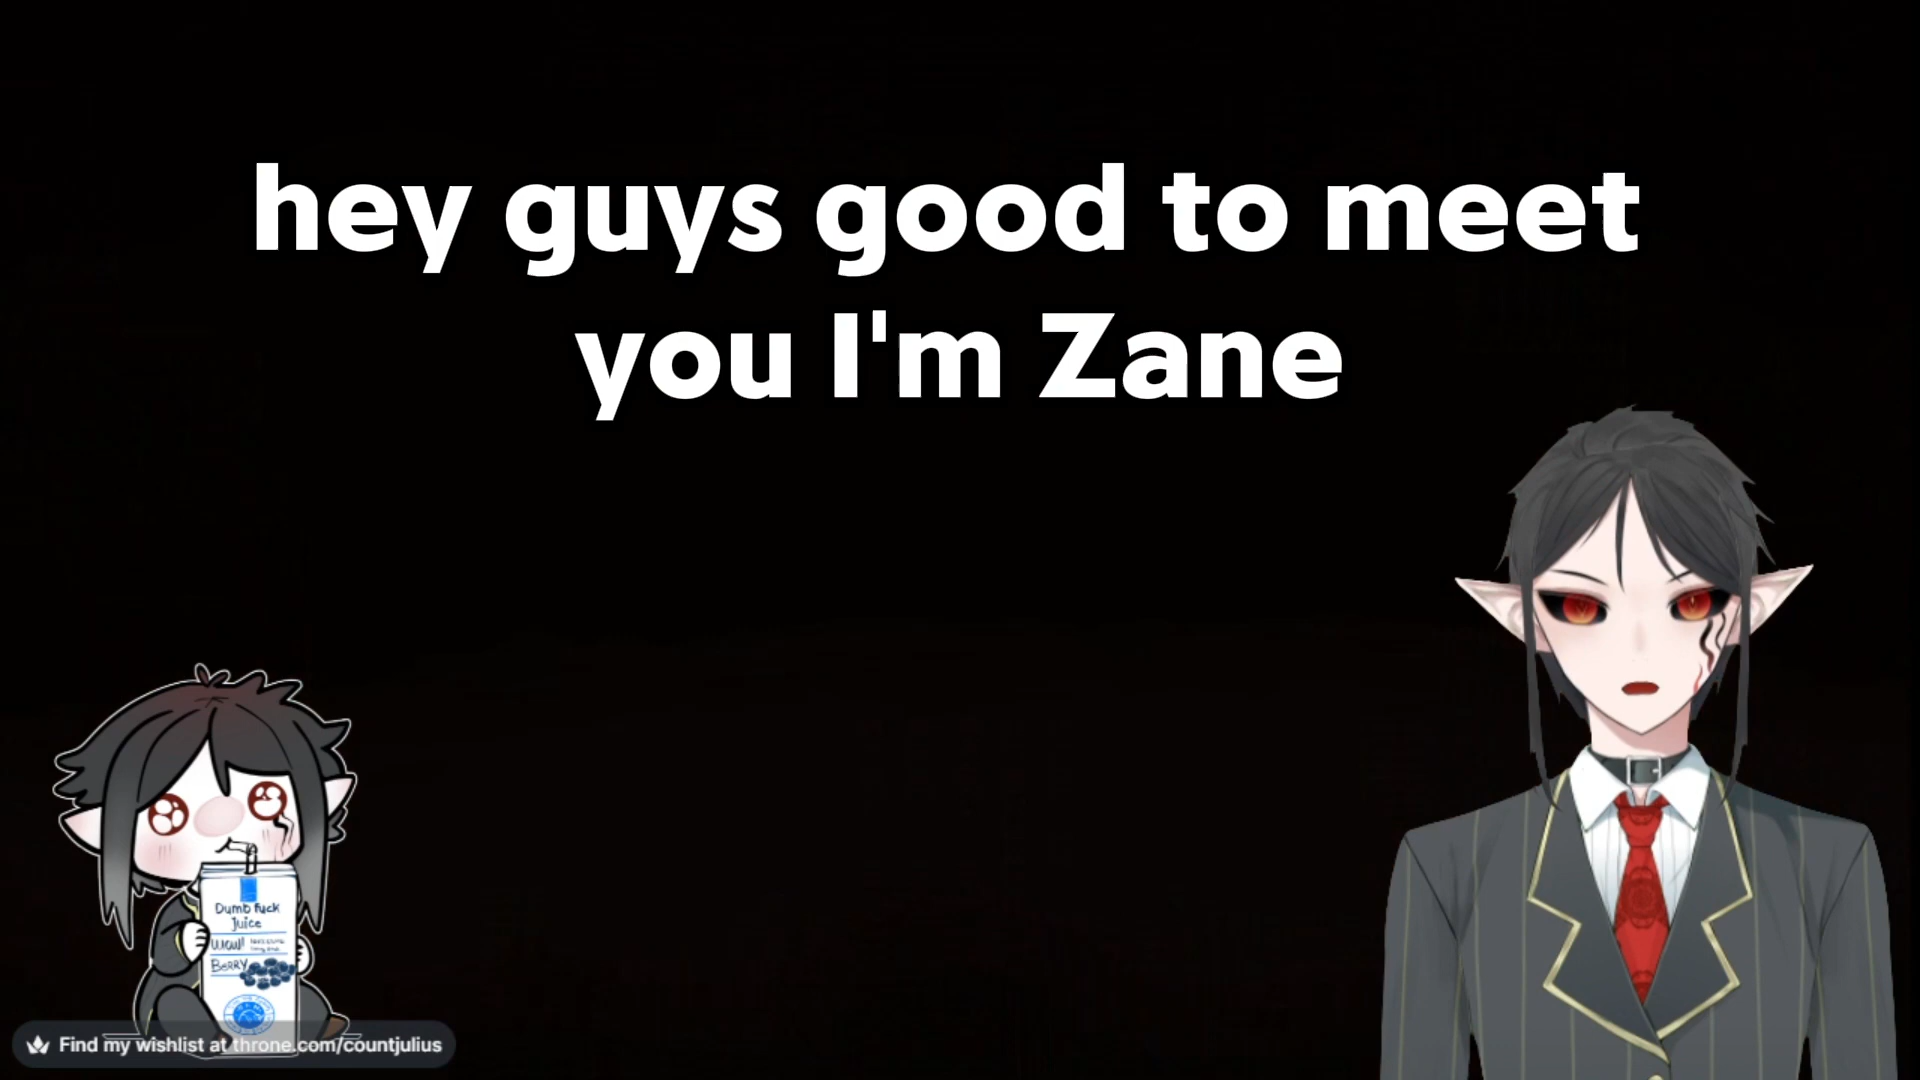 hey guys good to meet
you I'm Zane
Dumb Fuck
Juice
Wow!
BERRY
Find my wishlist at throne.com/countjulius